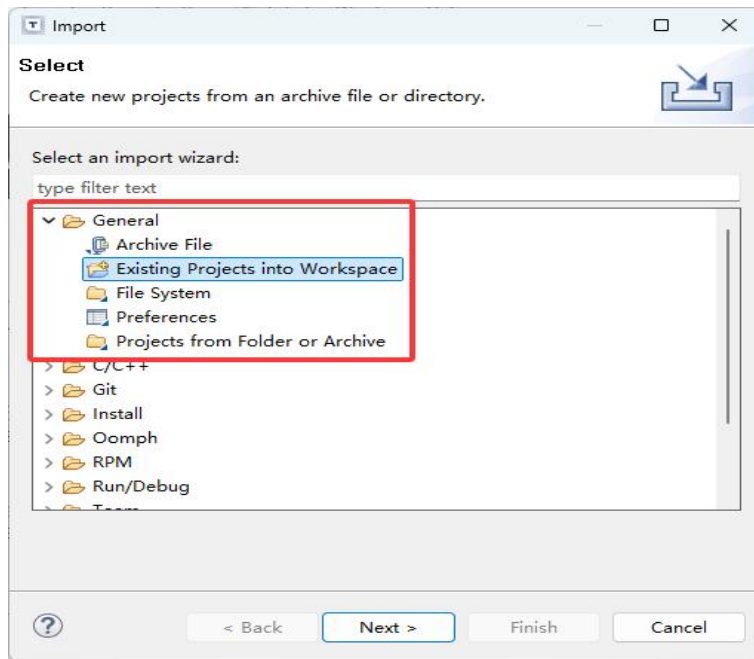 Import
Select
Create new projects from an archive file or directory.
Select an import wizard:
type filter text
General
Archive File
Existing Projects into Workspace
File System
Preferences
Projects from Folder or Archive
C/C++
Git
Install
Oomph
RPM
Run/Debug
Team
< Back Next > Finish Cancel